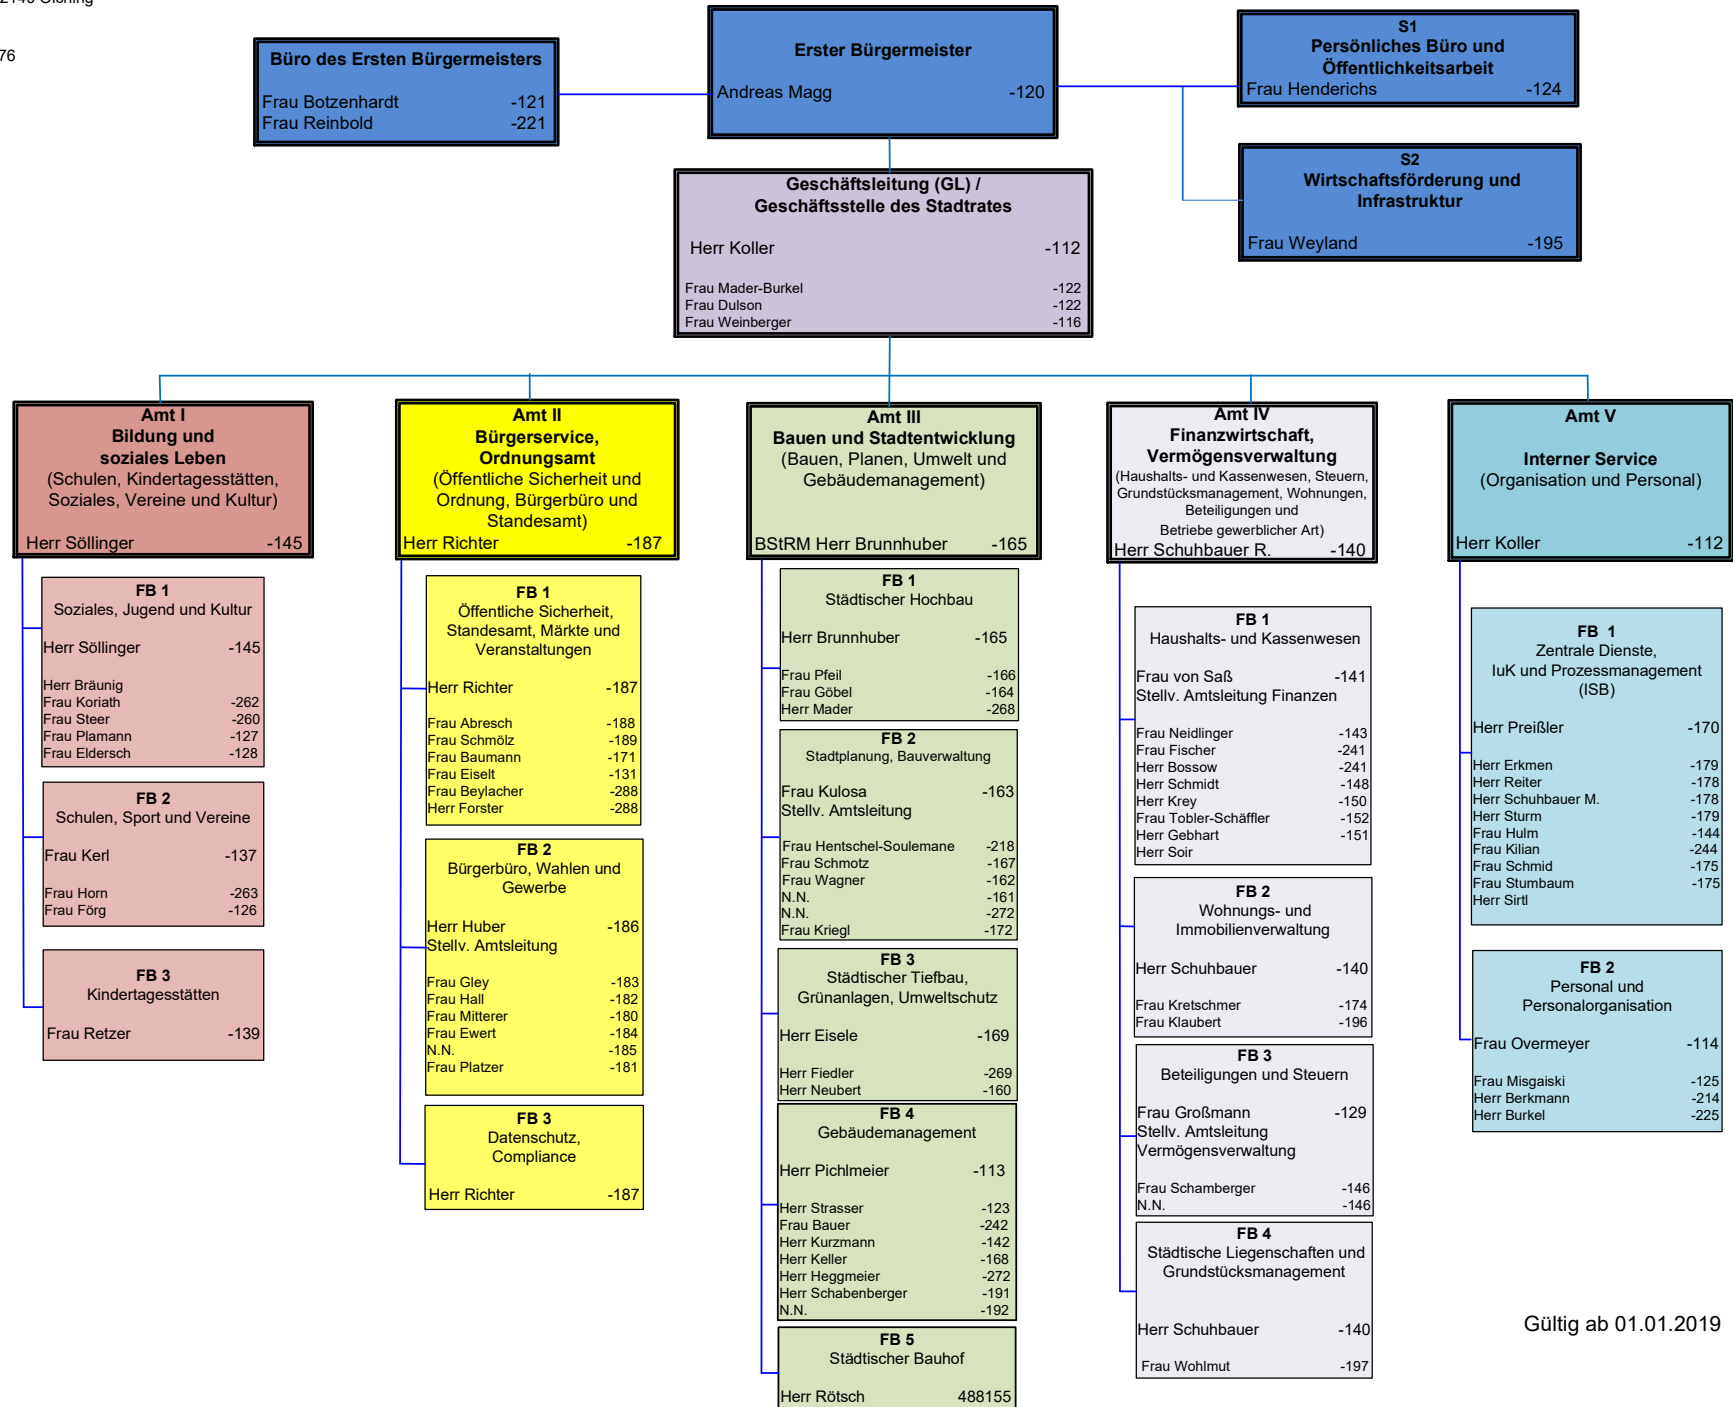 76
Büro des Ersten Bürgermeisters
Frau Botzenhardt -121
Frau Reinbold -221
Erster Bürgermeister
Andreas Magg -120
S1
Persönliches Büro und
Öffentlichkeitsarbeit
Frau Henderichs -124
S2
Wirtschaftsförderung und
Infrastruktur
Frau Weyland -195
Geschäftsleitung (GL) /
Geschäftsstelle des Stadtrates
Herr Koller -112
Frau Mader-Burkel -122
Frau Dulson -122
Frau Weinberger -116
Amt I
Bildung und
soziales Leben
(Schulen, Kindertagesstätten,
Soziales, Vereine und Kultur)
Herr Söllinger -145
FB 1
Soziales, Jugend und Kultur
Herr Söllinger -145
Herr Bräunig
Frau Koriath -262
Frau Steer -260
Frau Plamann -127
Frau Eldersch -128
FB 2
Schulen, Sport und Vereine
Frau Kerl -137
Frau Horn -263
Frau Förg -126
FB 3
Kindertagesstätten
Frau Retzer -139
Amt II
Bürgerservice,
Ordnungsamt
(Öffentliche Sicherheit und
Ordnung, Bürgerbüro und
Standesamt)
Herr Richter -187
FB 1
Öffentliche Sicherheit,
Standesamt, Märkte und
Veranstaltungen
Herr Richter -187
Frau Abresch -188
Frau Schmölz -189
Frau Baumann -171
Frau Eiselt -131
Frau Beylacher -288
Herr Forster -288
FB 2
Bürgerbüro, Wahlen und
Gewerbe
Herr Huber -186
Stellv. Amtsleitung
Frau Gley -183
Frau Hall -182
Frau Mitterer -180
Frau Ewert -184
N.N. -185
Frau Platzer -181
FB 3
Datenschutz,
Compliance
Herr Richter -187
Amt III
Bauen und Stadtentwicklung
(Bauen, Planen, Umwelt und
Gebäudemanagement)
BStRM Herr Brunnhuber -165
FB 1
Städtischer Hochbau
Herr Brunnhuber -165
Frau Pfeil -166
Frau Göbel -164
Herr Mader -268
FB 2
Stadtplanung, Bauverwaltung
Frau Kulosa -163
Stellv. Amtsleitung
Frau Hentschel-Soulemane -218
Frau Schmotz -167
Frau Wagner -162
N.N. -161
N.N. -272
Frau Kriegl -172
FB 3
Städtischer Tiefbau,
Grünanlagen, Umweltschutz
Herr Eisele -169
Herr Fiedler -269
Herr Neubert -160
FB 4
Gebäudemanagement
Herr Pichlmeier -113
Herr Strasser -123
Frau Bauer -242
Herr Kurzmann -142
Herr Keller -168
Herr Heggmeier -272
Herr Schabenberger -191
N.N. -192
FB 5
Städtischer Bauhof
Herr Rötsch 488155
Amt IV
Finanzwirtschaft,
Vermögensverwaltung
(Haushalts- und Kassenwesen, Steuern,
Grundstücksmanagement, Wohnungen,
Beteiligungen und
Betriebe gewerblicher Art)
Herr Schuhbauer R. -140
FB 1
Haushalts- und Kassenwesen
Frau von Saß -141
Stellv. Amtsleitung Finanzen
Frau Neidlinger -143
Frau Fischer -241
Herr Bossow -241
Herr Schmidt -148
Herr Krey -150
Frau Tobler-Schäffler -152
Herr Gebhart -151
Herr Soir
FB 2
Wohnungs- und
Immobilienverwaltung
Herr Schuhbauer -140
Frau Kretschmer -174
Frau Klaubert -196
FB 3
Beteiligungen und Steuern
Frau Großmann -129
Stellv. Amtsleitung
Vermögensverwaltung
Frau Schamberger -146
N.N. -146
FB 4
Städtische Liegenschaften und
Grundstücksmanagement
Herr Schuhbauer -140
Frau Wohlmut -197
Amt V
Interner Service
(Organisation und Personal)
Herr Koller -112
FB 1
Zentrale Dienste,
IuK und Prozessmanagement
(ISB)
Herr Preißler -170
Herr Erkmen -179
Herr Reiter -178
Herr Schuhbauer M. -178
Herr Sturm -179
Frau Hulm -144
Frau Kilian -244
Frau Schmid -175
Frau Stumbaum -175
Herr Sirtl
FB 2
Personal und
Personalorganisation
Frau Overmeyer -114
Frau Misgaiski -125
Herr Berkmann -214
Herr Burkel -225
Gültig ab 01.01.2019